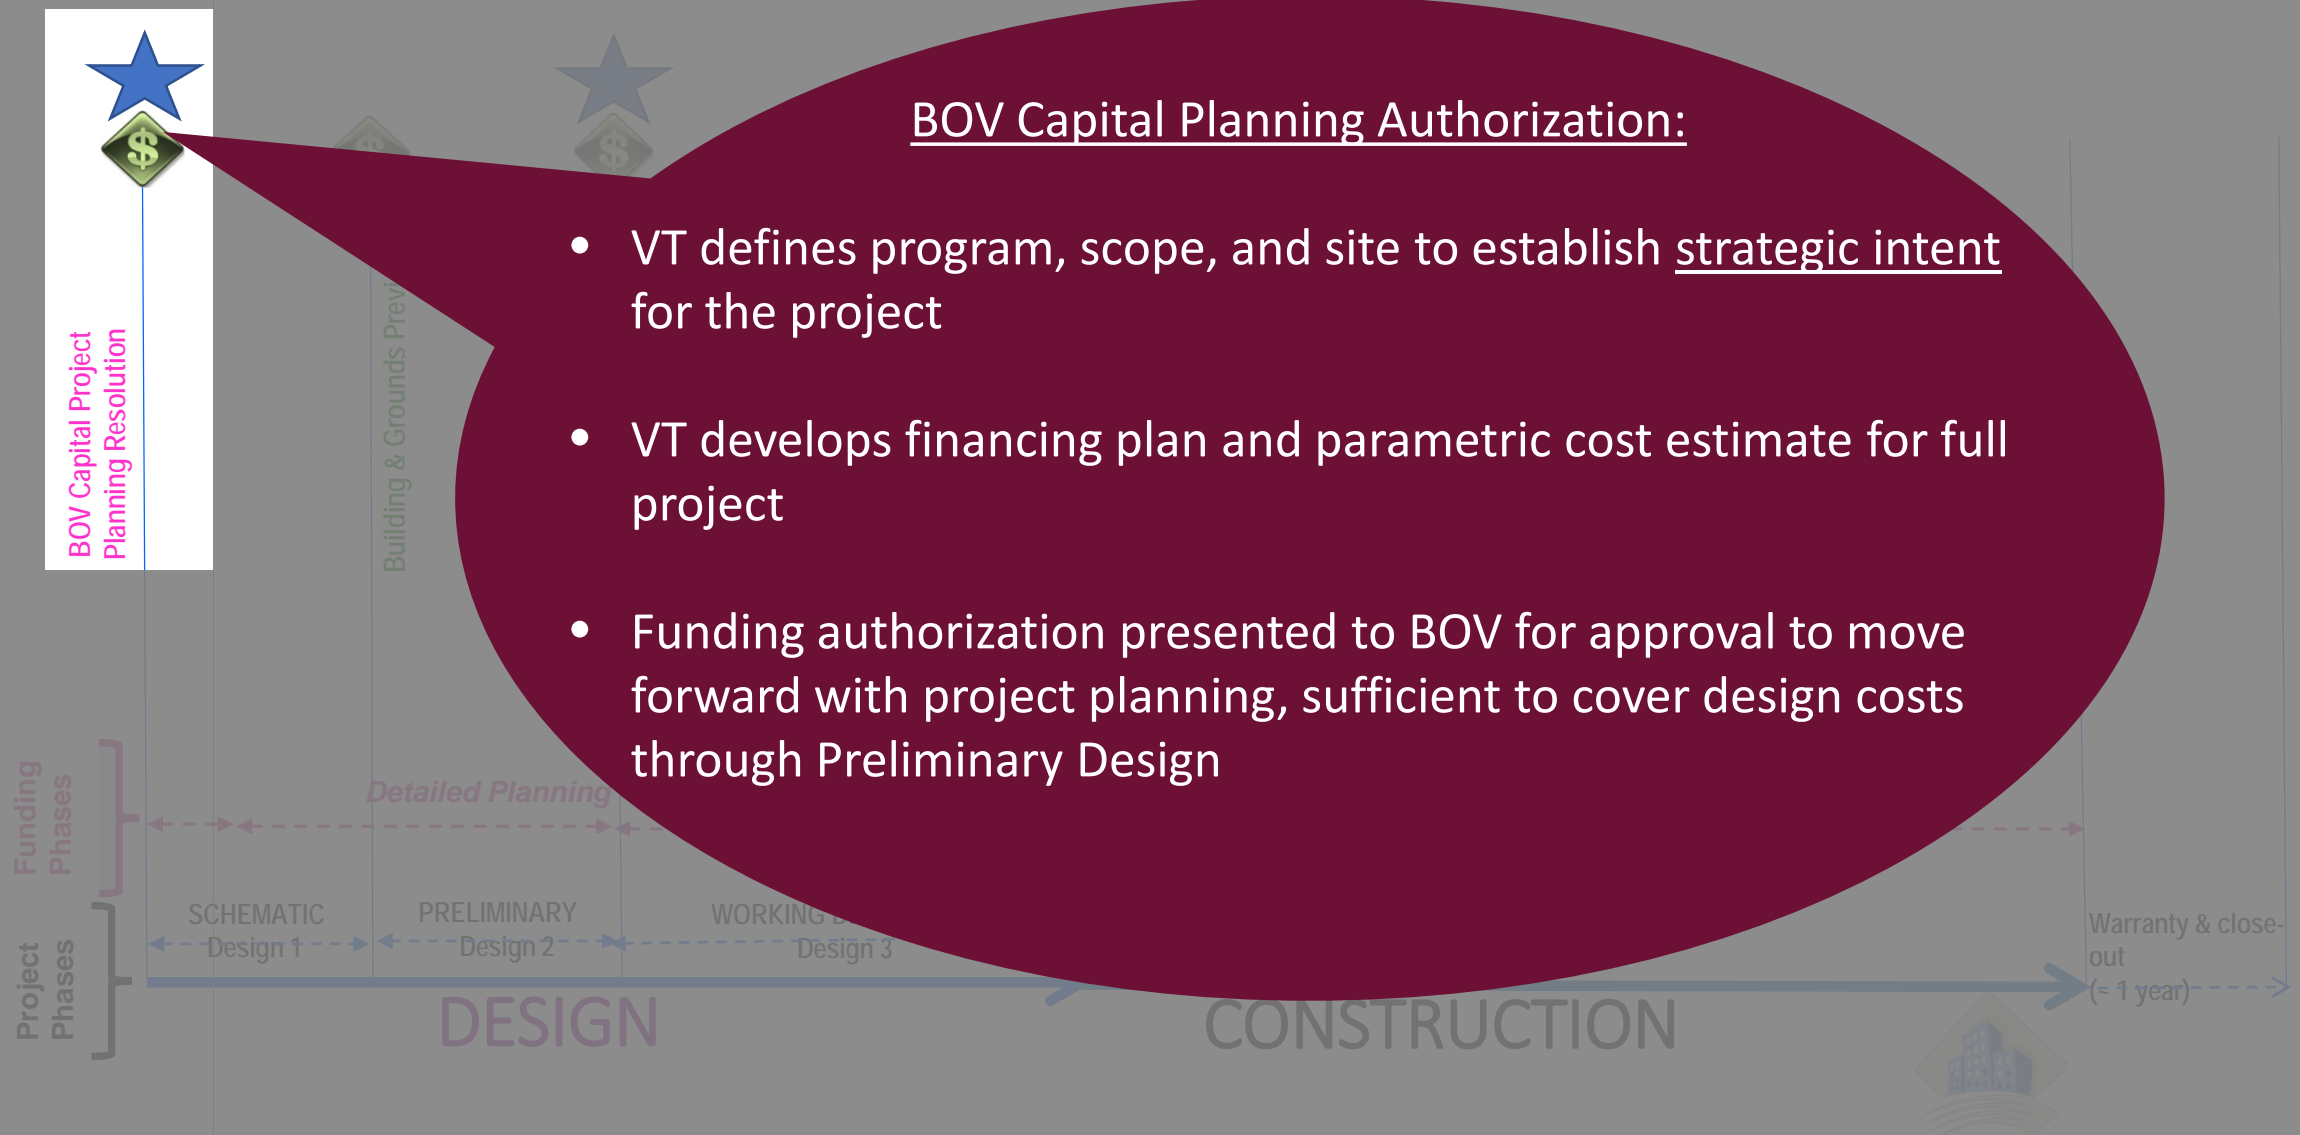 BOV Capital Planning Authorization:
• VT defines program, scope, and site to establish strategic intent
for the project
• VT develops financing plan and parametric cost estimate for full
project
• Funding authorization presented to BOV for approval to move
forward with project planning, sufficient to cover design costs
through Preliminary Design
BOV Capital Project
Planning Resolution
Building & Grounds
Funding
Phases
Detailed Planning
Project
Phases
SCHEMATIC
Design 1
PRELIMINARY
Design 2
WORKING
Design 3
Warranty & close-
out
(~ 1 year)
DESIGN
CONSTRUCTION
$
$
$